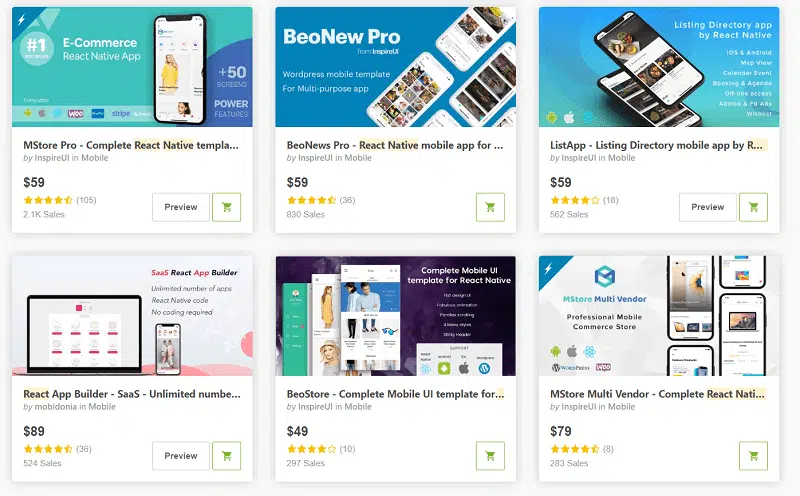 #1
E-Commerce
React Native App
+50
SCREENS
POWER
FEATURES
Compatible
WOO
PayPal
stripe
MStore Pro - Complete React Native templa...
by InspireUI in Mobile
$59
(105)
2.1K Sales
Preview
BeoNew Pro
from InspireUI
Wordpress mobile template
For Multi-purpose app
BeoNews Pro - React Native mobile app for ...
by InspireUI in Mobile
$59
(36)
830 Sales
Listing Directory app
by React Native
iOS & Android
Map View
Calendar Event
Booking & Agenda
Off-line access
Admob & Fb Ads
Wishlist
ListApp - Listing Directory mobile app by R...
by InspireUI in Mobile
$59
(18)
562 Sales
Preview
SaaS React App Builder
Unlimited number of apps
React Native code
No coding required
React App Builder - SaaS - Unlimited numbe...
by mobidonia in Mobile
$89
(36)
524 Sales
Preview
Complete Mobile UI
template for React Native
Flat design UI
Fabulous animation
Parallax scrolling
4 Menu styles
Sticky Header
SUPPORT
React Native
android
iOS
Wordpress
BeoStore - Complete Mobile UI template for...
by InspireUI in Mobile
$49
(10)
297 Sales
MStore Multi Vendor
Professional Mobile
Commerce Store
WORDPRESS
WOO
MStore Multi Vendor - Complete React Nati...
by InspireUI in Mobile
$79
(8)
283 Sales